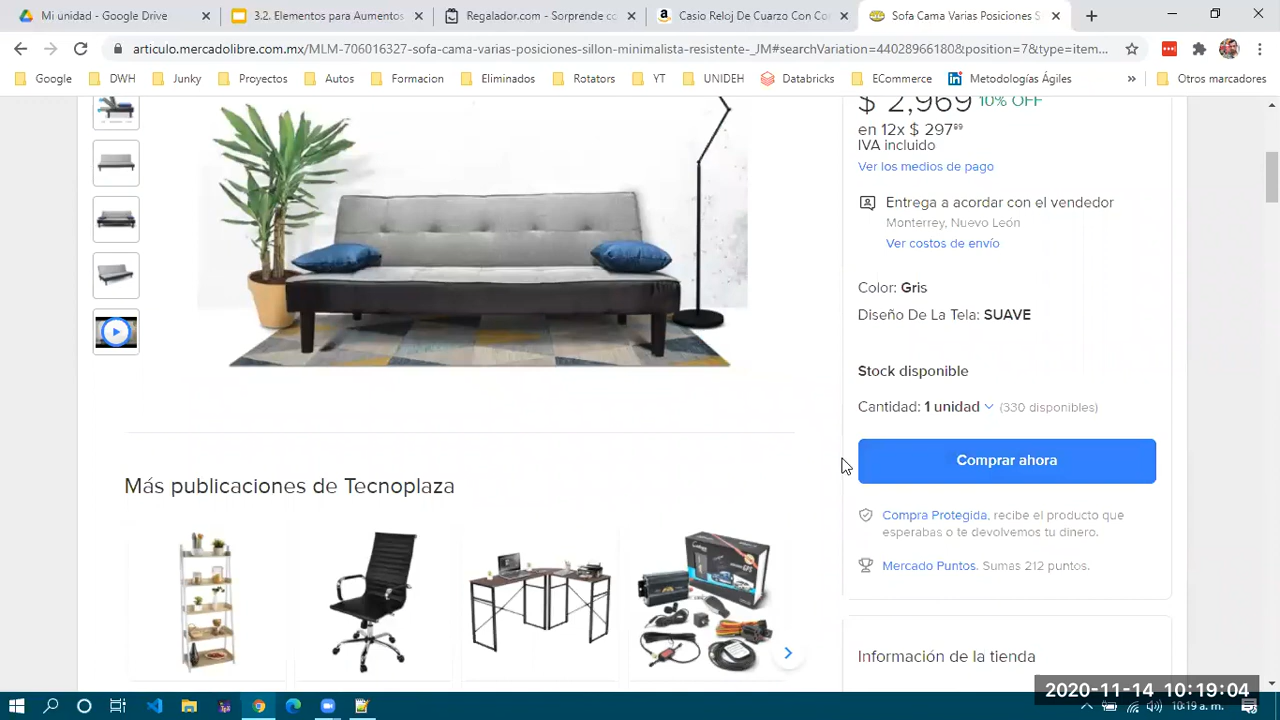 Mi unidad - Google Drive
3.2. Elementos para Aumentos
Regalador.com - Sorprende
Casio Reloj De Cuarzo Con Co
Sofa Cama Varias Posiciones S
articulo.mercadolibre.com.mx/MLM-706016327-sofa-cama-varias-posiciones-sillon-minimalista-resistente-_JM#searchVariation=44028966180&position=7&type=item...
Google
DWH
Junky
Proyectos
Autos
Formacion
Eliminados
Rotators
YT
UNIDEH
Databricks
ECommerce
Metodologías Ágiles
»
Otros marcadores
$ 2,969 10% OFF
en 12x $ 297⁹⁹
IVA incluido
Ver los medios de pago
Entrega a acordar con el vendedor
Monterrey, Nuevo León
Ver costos de envío
Color: Gris
Diseño De La Tela: SUAVE
Stock disponible
Cantidad: 1 unidad (330 disponibles)
Comprar ahora
Compra Protegida, recibe el producto que
esperabas o te devolvemos tu dinero.
Mercado Puntos. Sumas 212 puntos.
Más publicaciones de Tecnoplaza
Información de la tienda
2020-11-14 10:19:04
10:19 a. m.